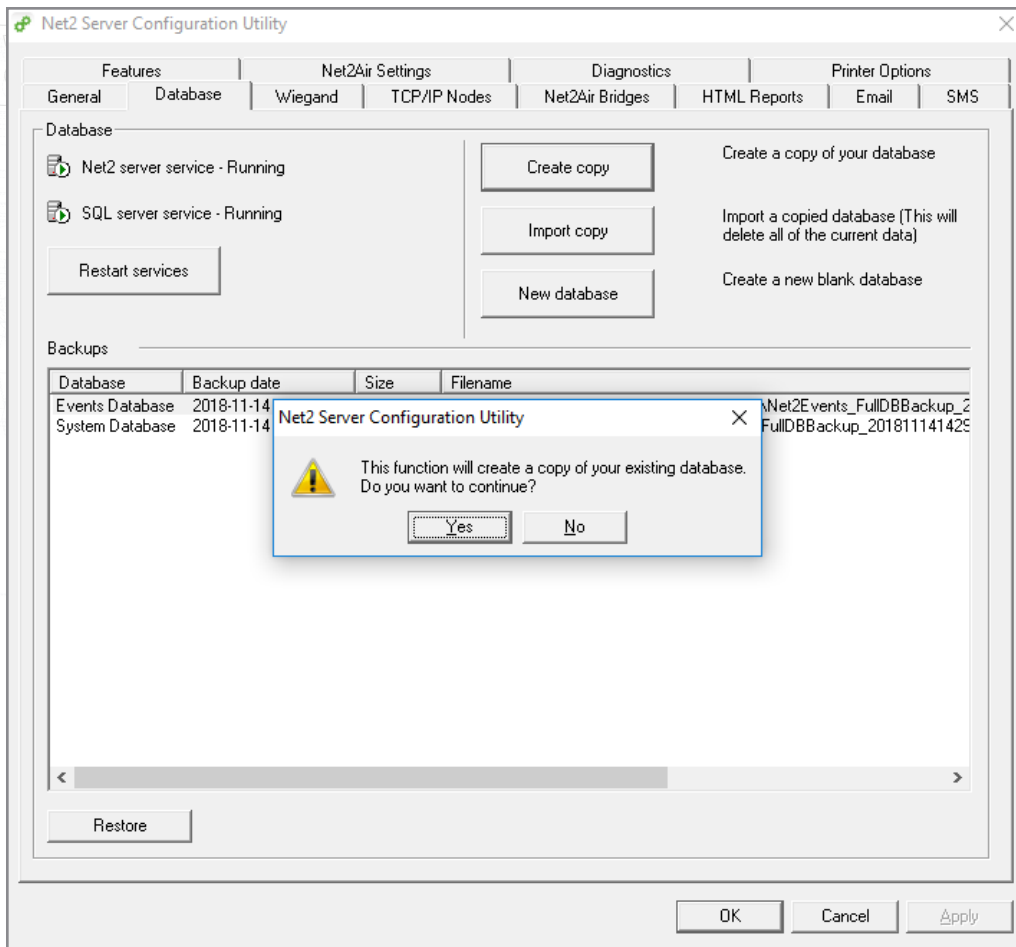 Net2 Server Configuration Utility
Features Net2Air Settings Diagnostics Printer Options
General Database Wiegand TCP/IP Nodes Net2Air Bridges HTML Reports Email SMS
Database
Net2 server service - Running
SQL server service - Running
Restart services
Create copy
Create a copy of your database
Import copy
Import a copied database (This will
delete all of the current data)
New database
Create a new blank database
Backups
Database Backup date Size Filename
Events Database 2018-11-14 \Net2Events_FullDBBackup_2
System Database 2018-11-14 FullDBBackup_201811141429
Net2 Server Configuration Utility
This function will create a copy of your existing database.
Do you want to continue?
Yes No
Restore
OK Cancel Apply